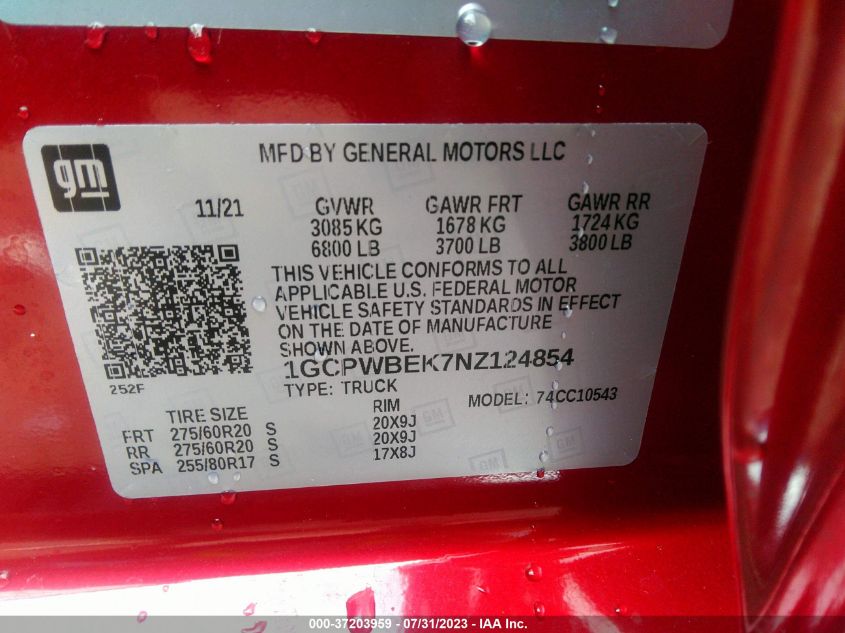 gm
MFD BY GENERAL MOTORS LLC
11/21 GVWR GAWR FRT GAWR RR
3085 KG 1678 KG 1724 KG
6800 LB 3700 LB 3800 LB
THIS VEHICLE CONFORMS TO ALL
APPLICABLE U.S. FEDERAL MOTOR
VEHICLE SAFETY STANDARDS IN EFFECT
ON THE DATE OF MANUFACTURE
SHOWN ABOVE.
1GCPWBEK7NZ124854
252F
TYPE: TRUCK MODEL: 74CC10543
TIRE SIZE RIM
FRT 275/60R20 S 20X9J
RR 275/60R20 S 20X9J
SPA 255/80R17 S 17X8J
000-37203959 - 07/31/2023 - IAA Inc.